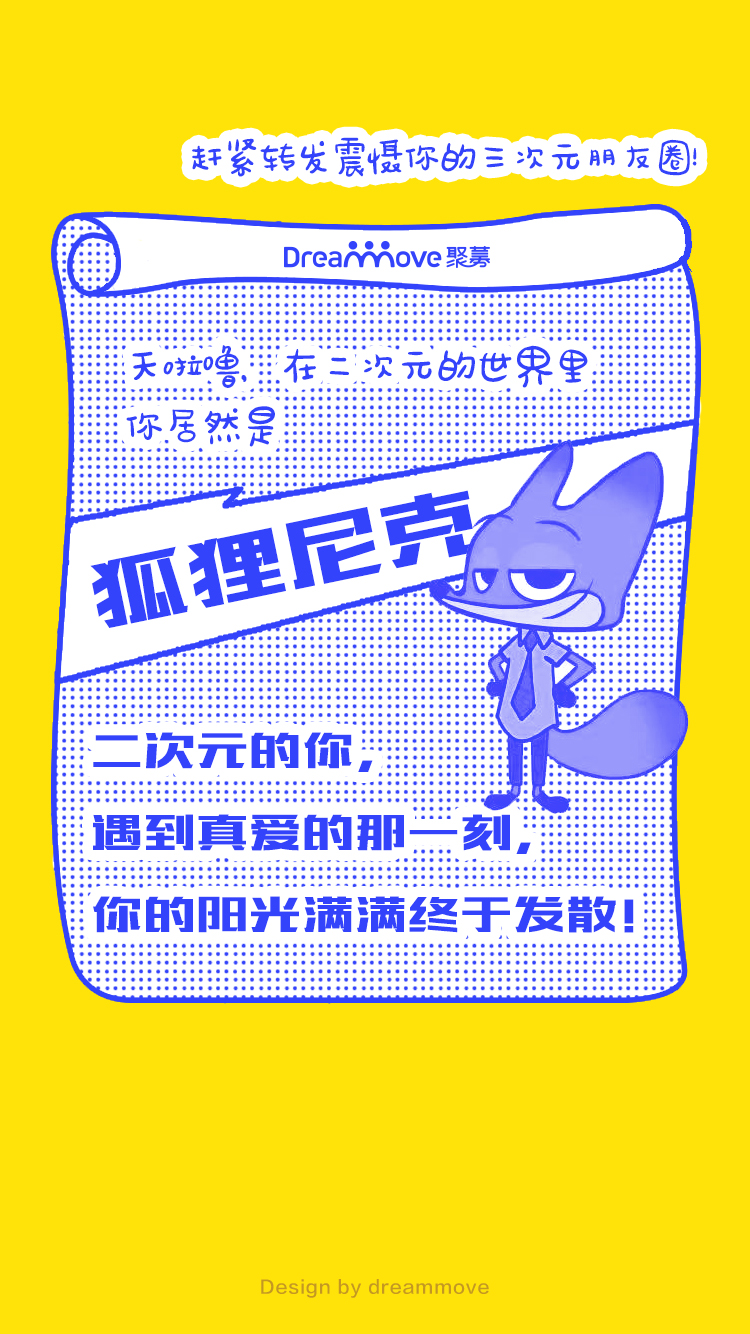 赶紧转发震慑你的三次元朋友圈!
Dreammove聚募
天啦噜,在二次元的世界里
你居然是
狐狸尼克
二次元的你,
遇到真爱的那一刻,
你的阳光满满终于发散!
Design by dreammove